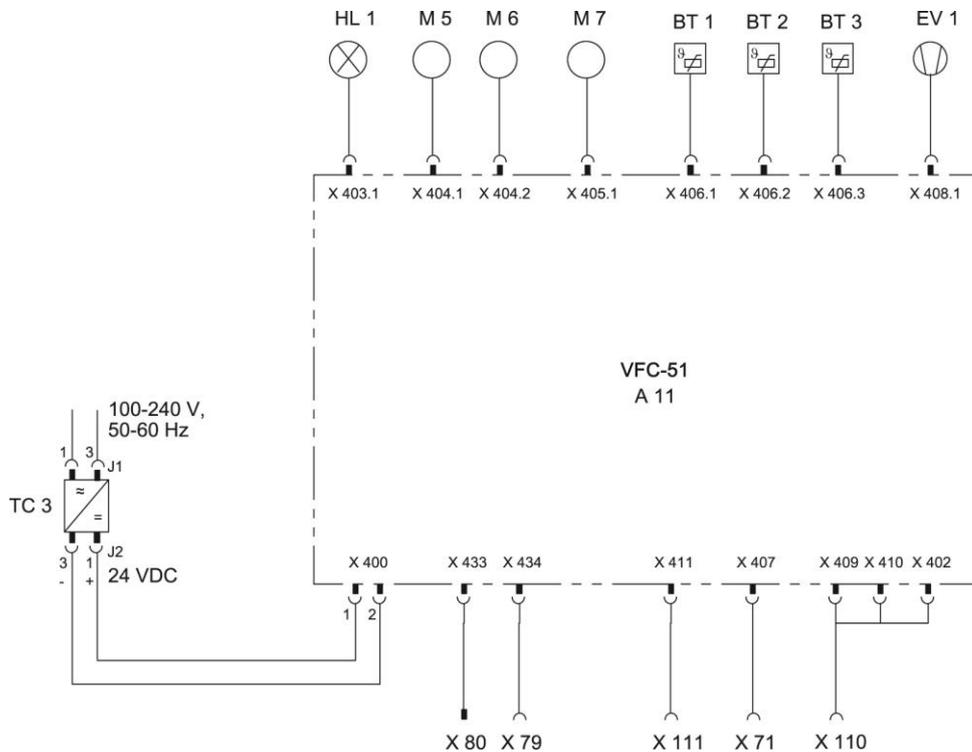 HL 1 M 5 M 6 M 7 BT 1 BT 2 BT 3 EV 1
ϑ ϑ ϑ
X 403.1 X 404.1 X 404.2 X 405.1 X 406.1 X 406.2 X 406.3 X 408.1
VFC-51
A 11
100-240 V,
50-60 Hz
1 3 J1
≈
TC 3
=
J2
3 1 24 VDC
- +
X 400 X 433 X 434 X 411 X 407 X 409 X 410 X 402
1 2
X 80 X 79 X 111 X 71 X 110